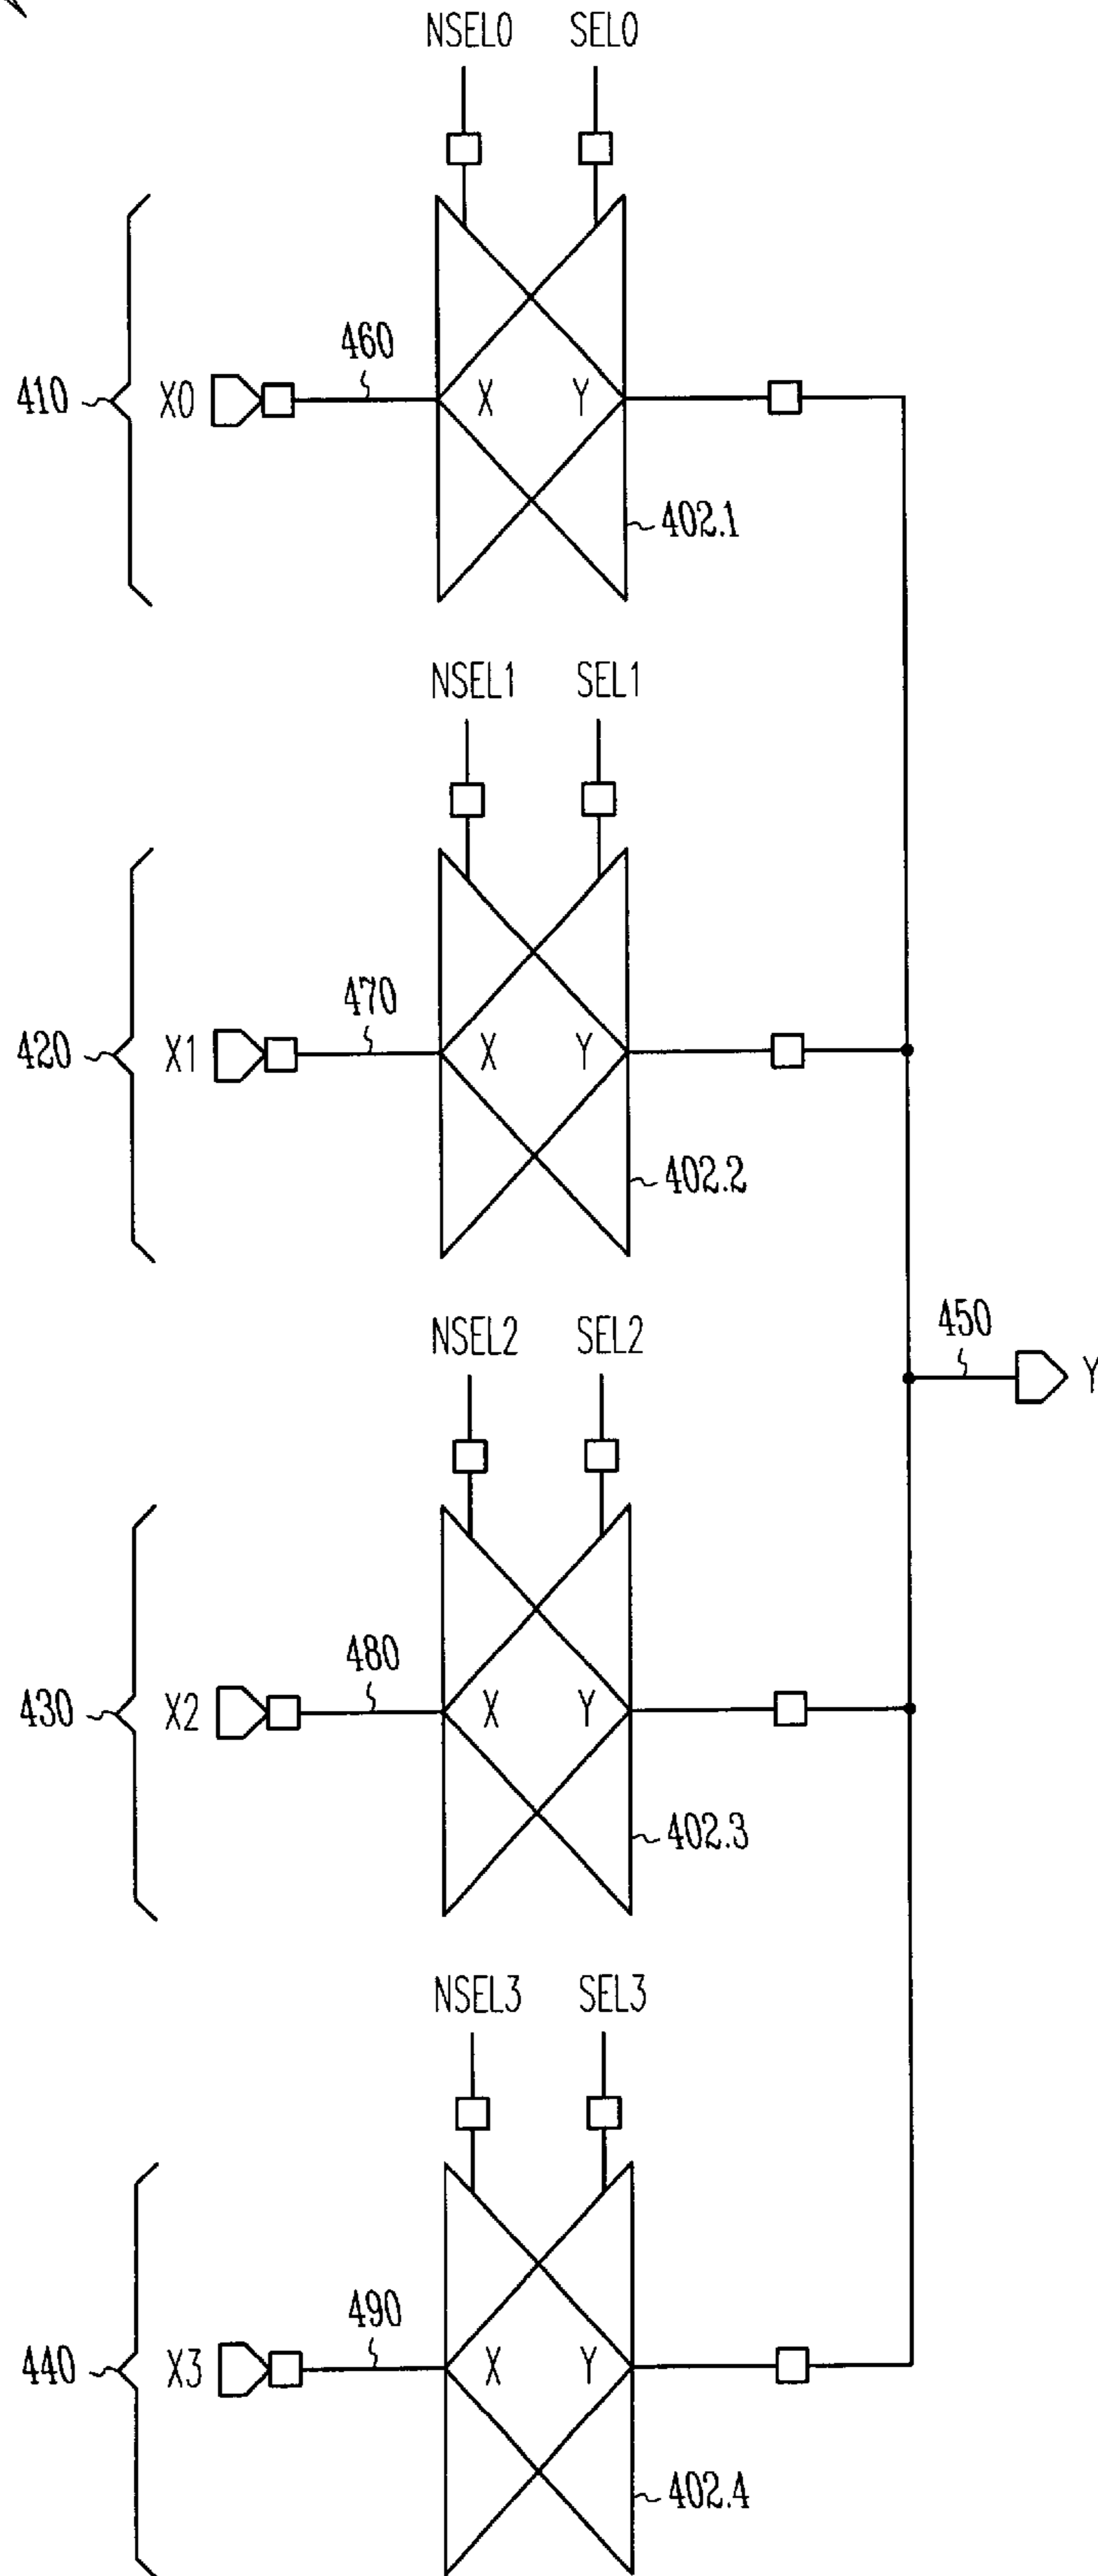 NSEL0 SEL0
460
410 X0 X Y
402.1
NSEL1 SEL1
470
420 X1 X Y
402.2
450
NSEL2 SEL2
Y
480
430 X2 X Y
402.3
NSEL3 SEL3
490
440 X3 X Y
402.4